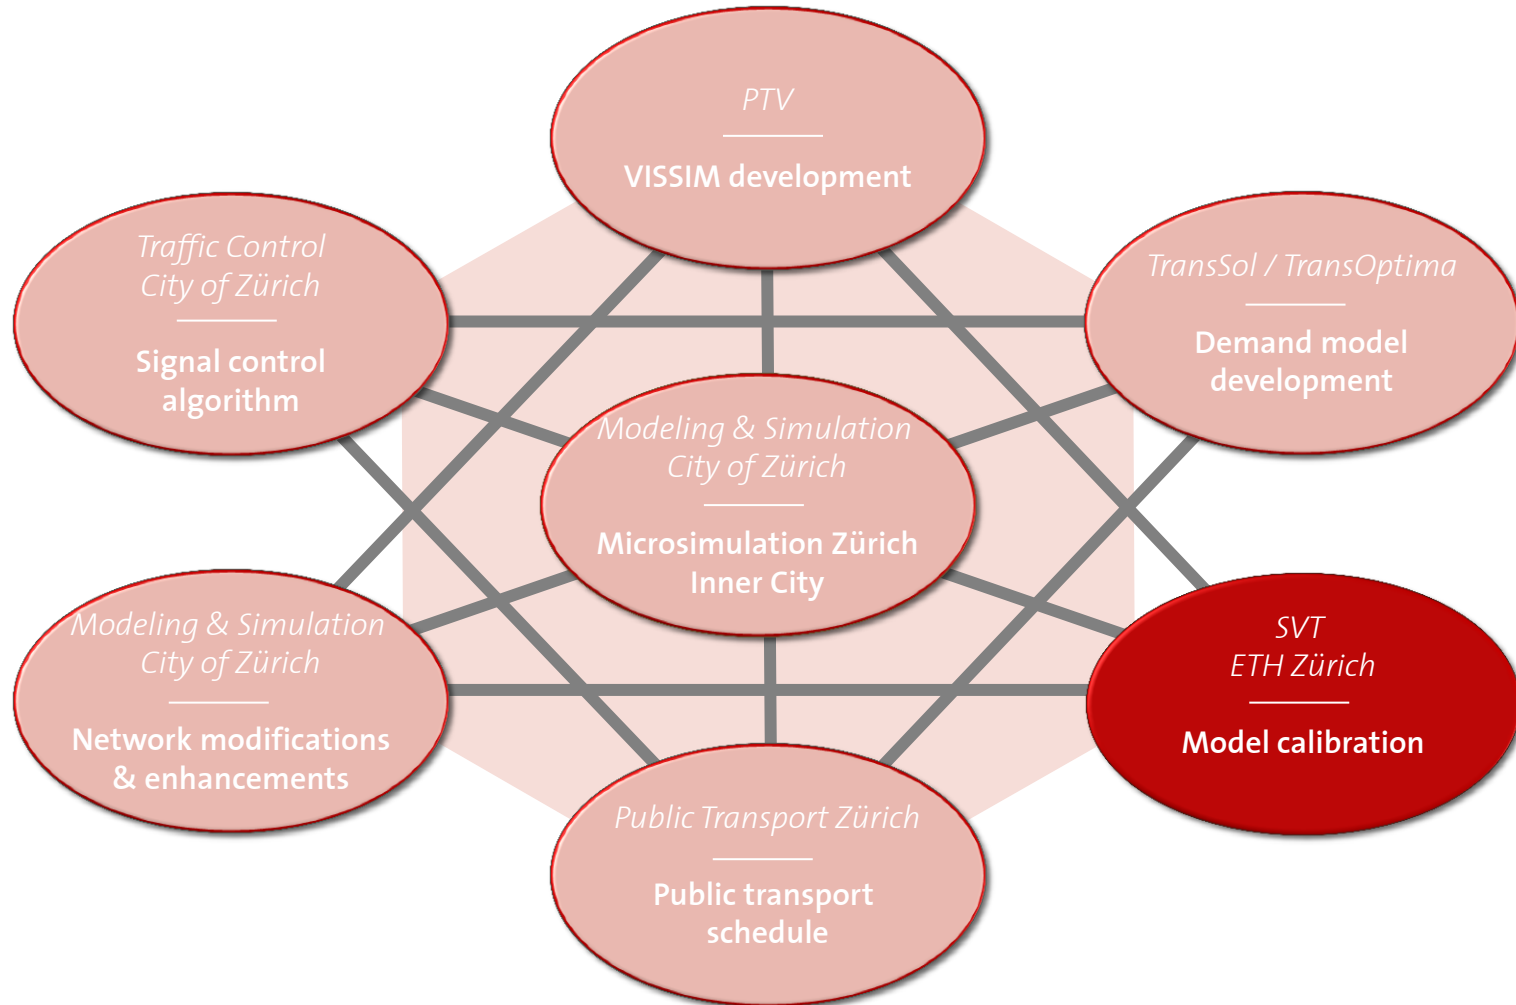 PTV
VISSIM development
Traffic Control
City of Zürich
Signal control
algorithm
TransSol / TransOptima
Demand model
development
Modeling & Simulation
City of Zürich
Microsimulation Zürich
Inner City
Modeling & Simulation
City of Zürich
Network modifications
& enhancements
SVT
ETH Zürich
Model calibration
Public Transport Zürich
Public transport
schedule